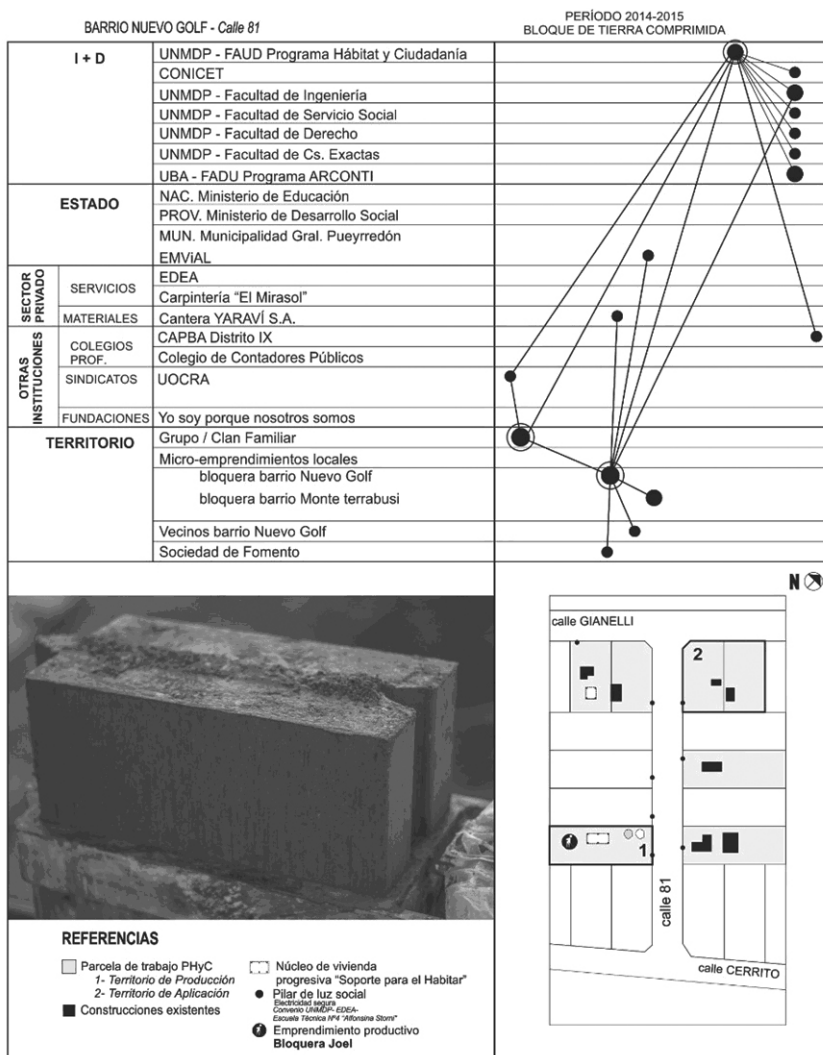 BARRIO NUEVO GOLF - Calle 81
PERÍODO 2014-2015
BLOQUE DE TIERRA COMPRIMIDA
I + D
UNMDP - FAUD Programa Hábitat y Ciudadanía
CONICET
UNMDP - Facultad de Ingeniería
UNMDP - Facultad de Servicio Social
UNMDP - Facultad de Derecho
UNMDP - Facultad de Cs. Exactas
UBA - FADU Programa ARCONTI
ESTADO
NAC. Ministerio de Educación
PROV. Ministerio de Desarrollo Social
MUN. Municipalidad Gral. Pueyrredón
EMViAL
SECTOR
PRIVADO
SERVICIOS
EDEA
Carpintería “El Mirasol”
MATERIALES
Cantera YARAVÍ S.A.
OTRAS
INSTITUCIONES
COLEGIOS
PROF.
CAPBA Distrito IX
Colegio de Contadores Públicos
SINDICATOS
UOCRA
FUNDACIONES
Yo soy porque nosotros somos
TERRITORIO
Grupo / Clan Familiar
Micro-emprendimientos locales
bloquera barrio Nuevo Golf
bloquera barrio Monte terrabusi
Vecinos barrio Nuevo Golf
Sociedad de Fomento
N
calle GIANELLI
2
1
calle 81
calle CERRITO
REFERENCIAS
Parcela de trabajo PHyC
1- Territorio de Producción
2- Territorio de Aplicación
Construcciones existentes
Núcleo de vivienda
progresiva “Soporte para el Habitar”
Pilar de luz social
Electricidad segura
Convenio UNMDP- EDEA-
Escuela Técnica Nº4 “Alfonsina Storni”
Emprendimiento productivo
Bloquera Joel